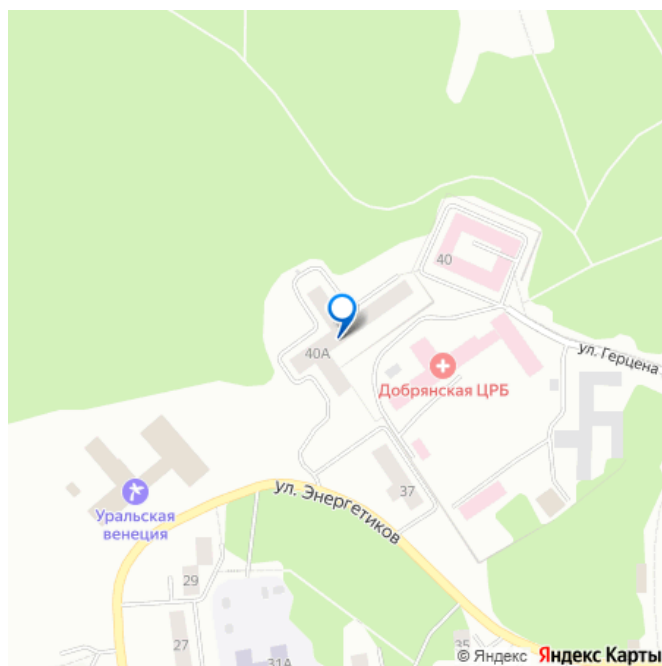 40
ул. Герцена
40А
Добрянская ЦРБ
37
ул. Энергетиков
Уральская
венеция
29
27
31А
35
© Яндекс Яндекс Карты